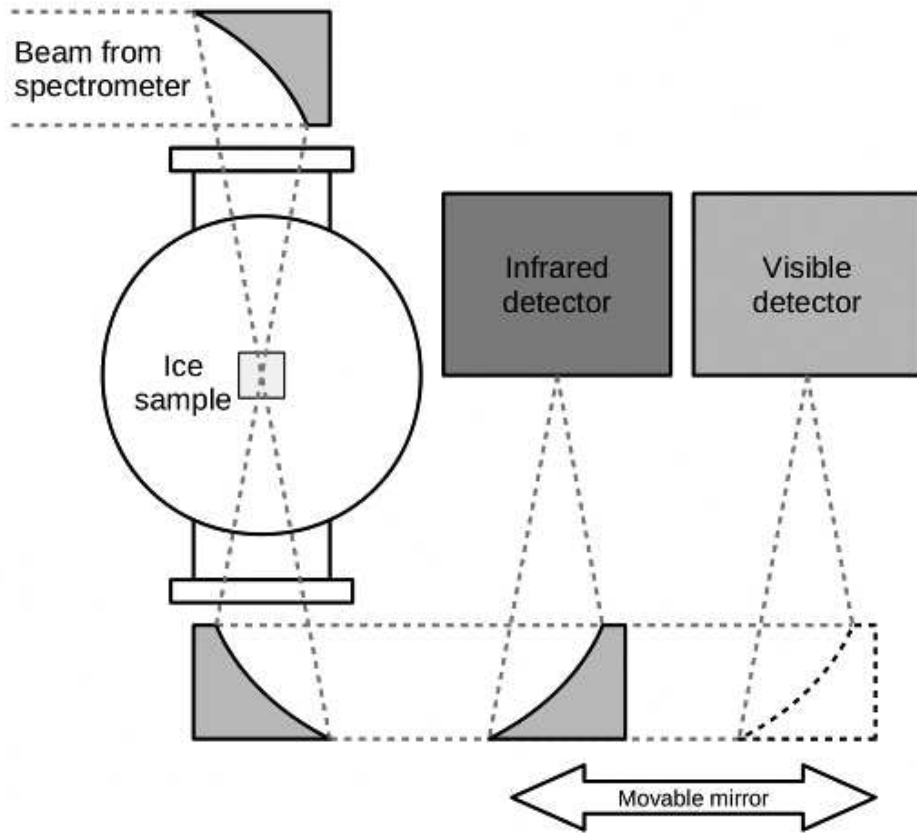 Beam from
spectrometer
Infrared
detector
Visible
detector
Ice
sample
Movable mirror